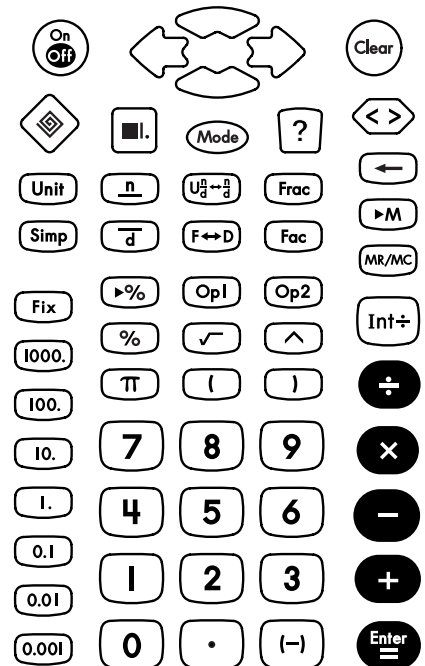 On
Off
Clear
Mode
?
< >
←
Unit
n
U n/d ↔ n/d
Frac
▸M
Simp
d
F↔D
Fac
MR/MC
Fix
▸%
Op1
Op2
Int÷
1000.
%
√
^
100.
π
(
)
÷
10.
7
8
9
×
1.
4
5
6
−
0.1
1
2
3
+
0.01
0.001
0
.
(−)
Enter
=